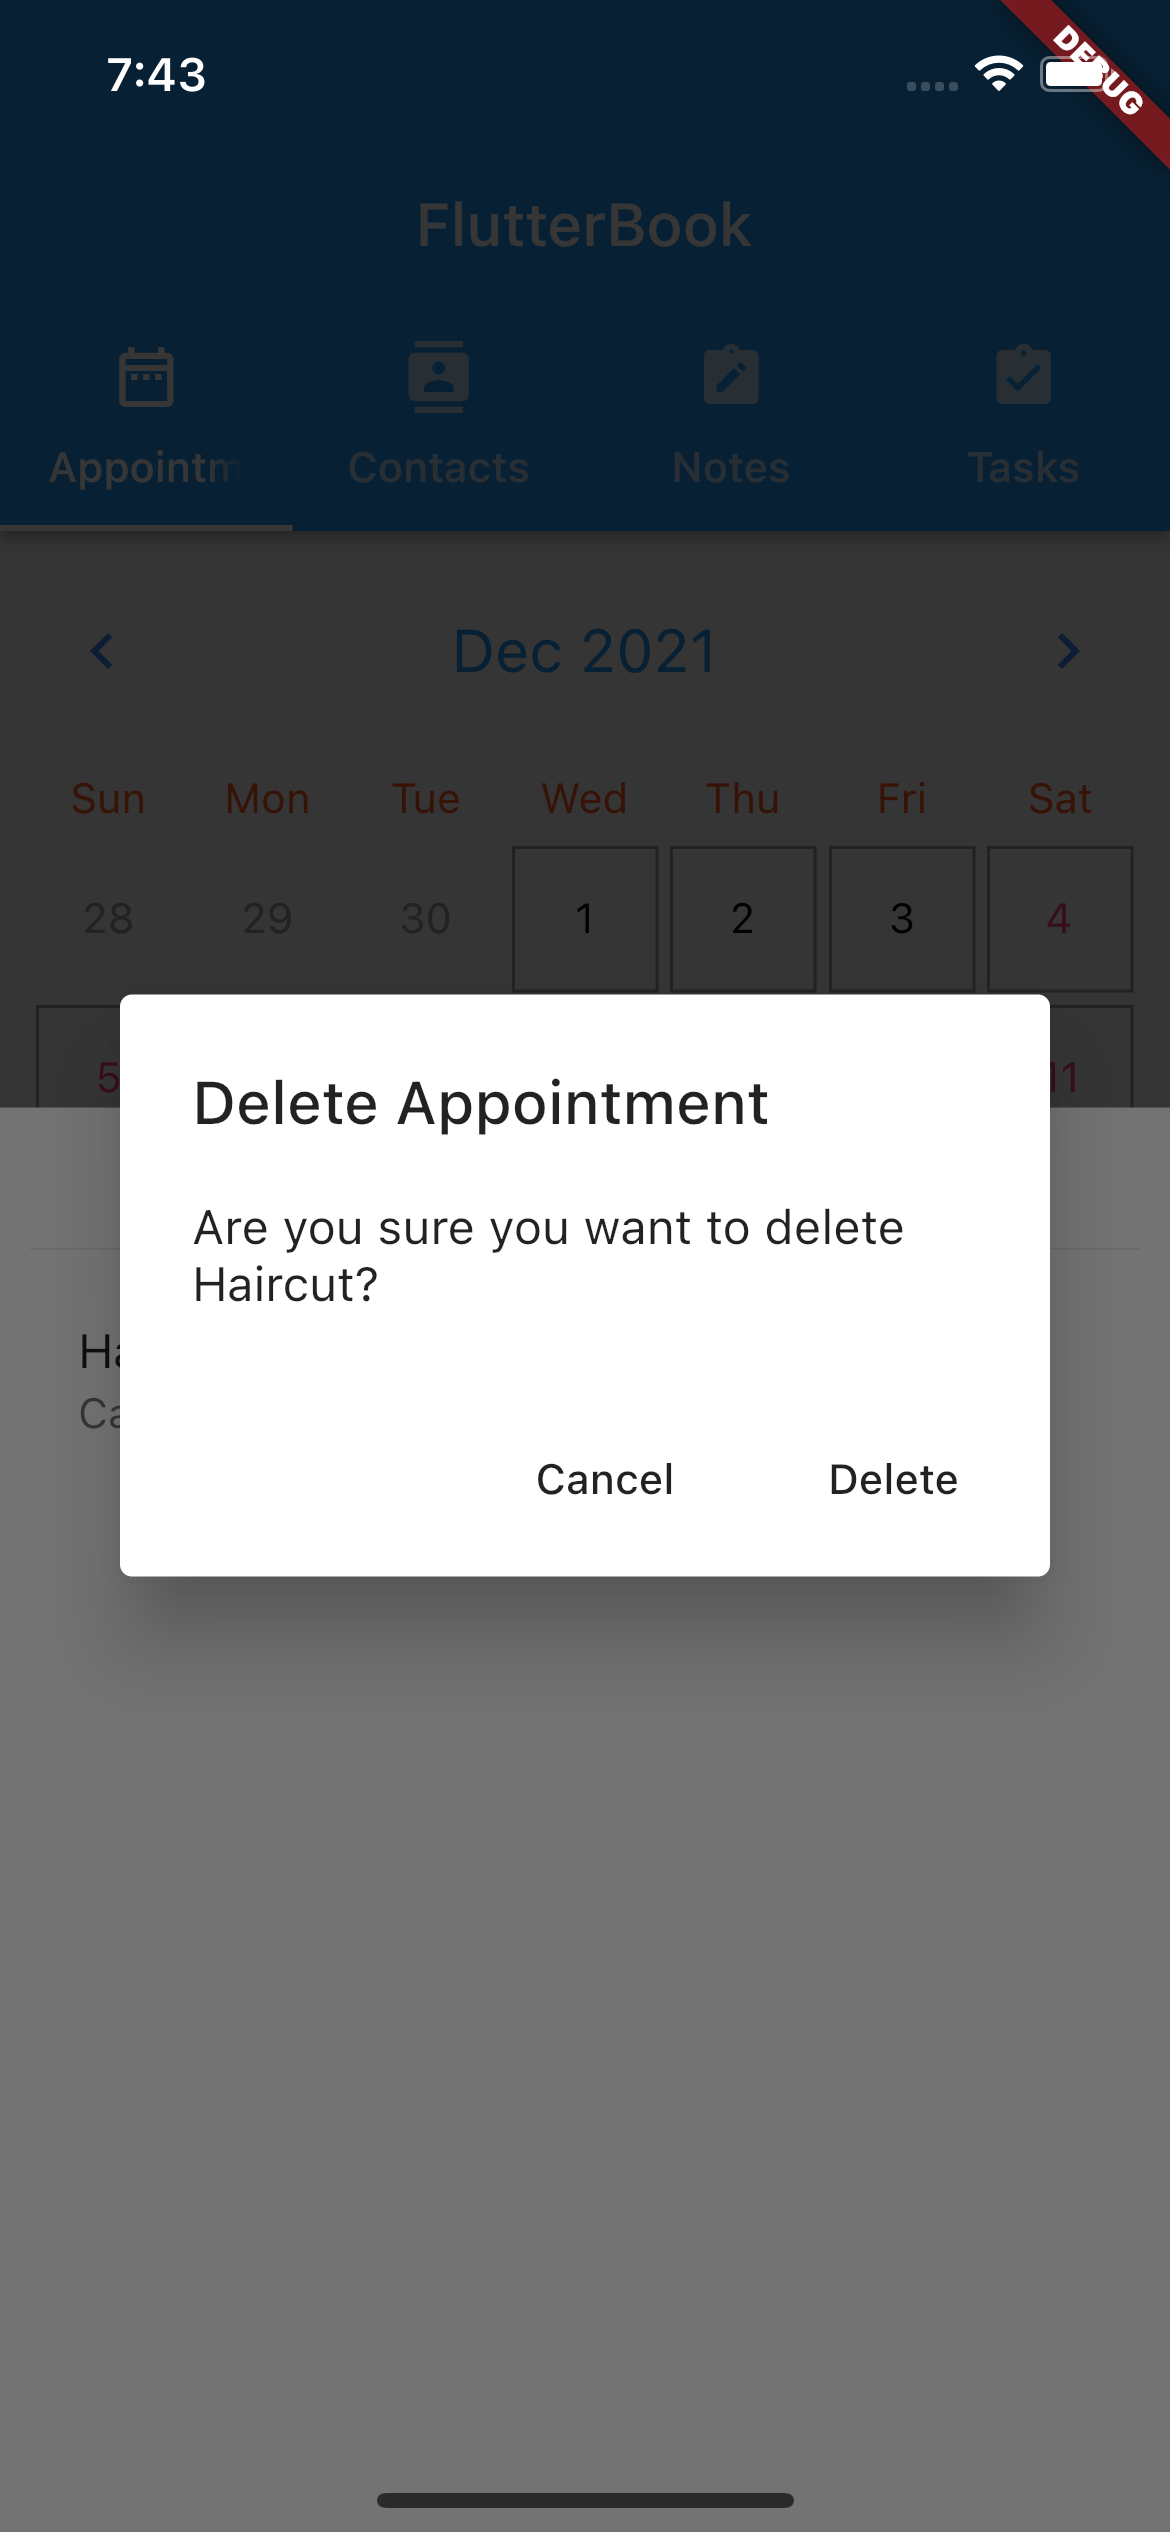 7:43
DEBUG
FlutterBook
Appointm
Contacts Notes Tasks
Dec 2021
Sun Mon Tue Wed Thu Fri Sat
28 29 30 1 2 3 4
5 11
Delete Appointment
Are you sure you want to delete
Haircut?
Ha
Ca
Cancel Delete